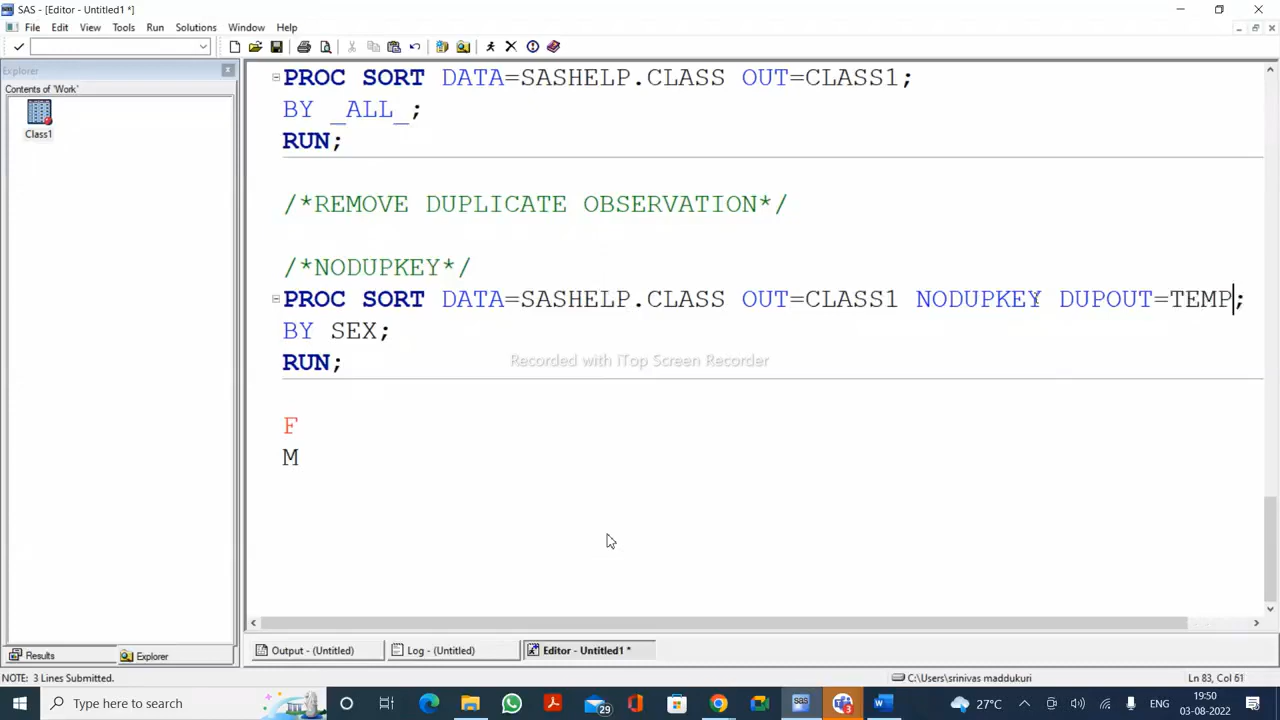 SAS - [Editor - Untitled1 *]
File Edit View Tools Run Solutions Window Help
Explorer
Contents of 'Work'
Class1
PROC SORT DATA=SASHELP.CLASS OUT=CLASS1;
BY _ALL_;
RUN;
/*REMOVE DUPLICATE OBSERVATION*/
/*NODUPKEY*/
PROC SORT DATA=SASHELP.CLASS OUT=CLASS1 NODUPKEY DUPOUT=TEMP;
BY SEX;
RUN;
Recorded with iTop Screen Recorder
F
M
Results Explorer
Output - (Untitled) Log - (Untitled) Editor - Untitled1 *
NOTE: 3 Lines Submitted. C:\Users\srinivas maddukuri Ln 83, Col 61
Type here to search 29 sas 3 27°C ENG 19:50
03-08-2022